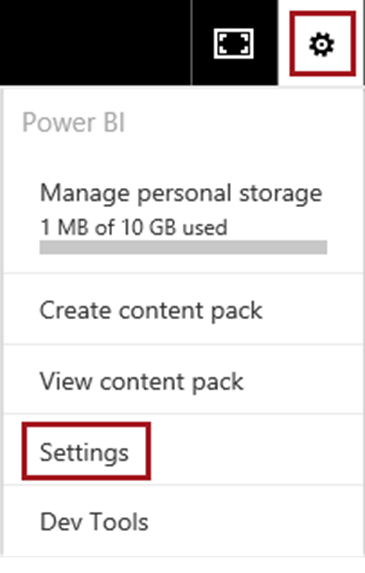 Power BI
Manage personal storage
1 MB of 10 GB used
Create content pack
View content pack
Settings
Dev Tools